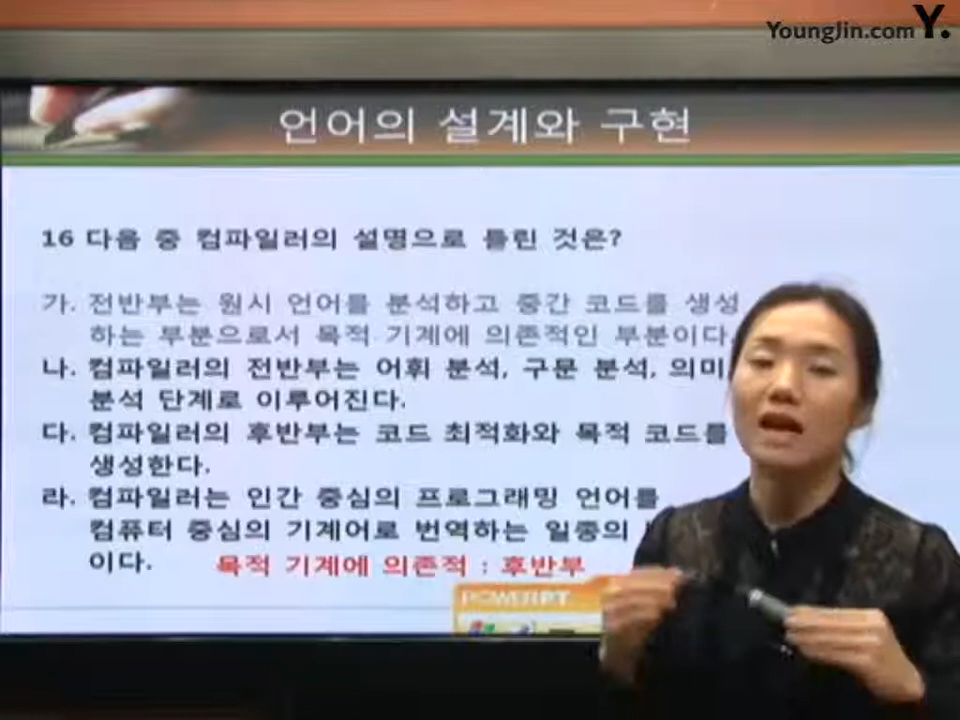 YoungJin.com Y.
언어의 설계와 구현
16 다음 중 컴파일러의 설명으로 틀린 것은?
가. 전반부는 원시 언어를 분석하고 중간 코드를 생성
하는 부분으로서 목적 기계에 의존적인 부분이다.
나. 컴파일러의 전반부는 어휘 분석, 구문 분석, 의미
분석 단계로 이루어진다.
다. 컴파일러의 후반부는 코드 최적화와 목적 코드를
생성한다.
라. 컴파일러는 인간 중심의 프로그래밍 언어를
컴퓨터 중심의 기계어로 번역하는 일종의
이다.
목적 기계에 의존적 : 후반부
POWERPT